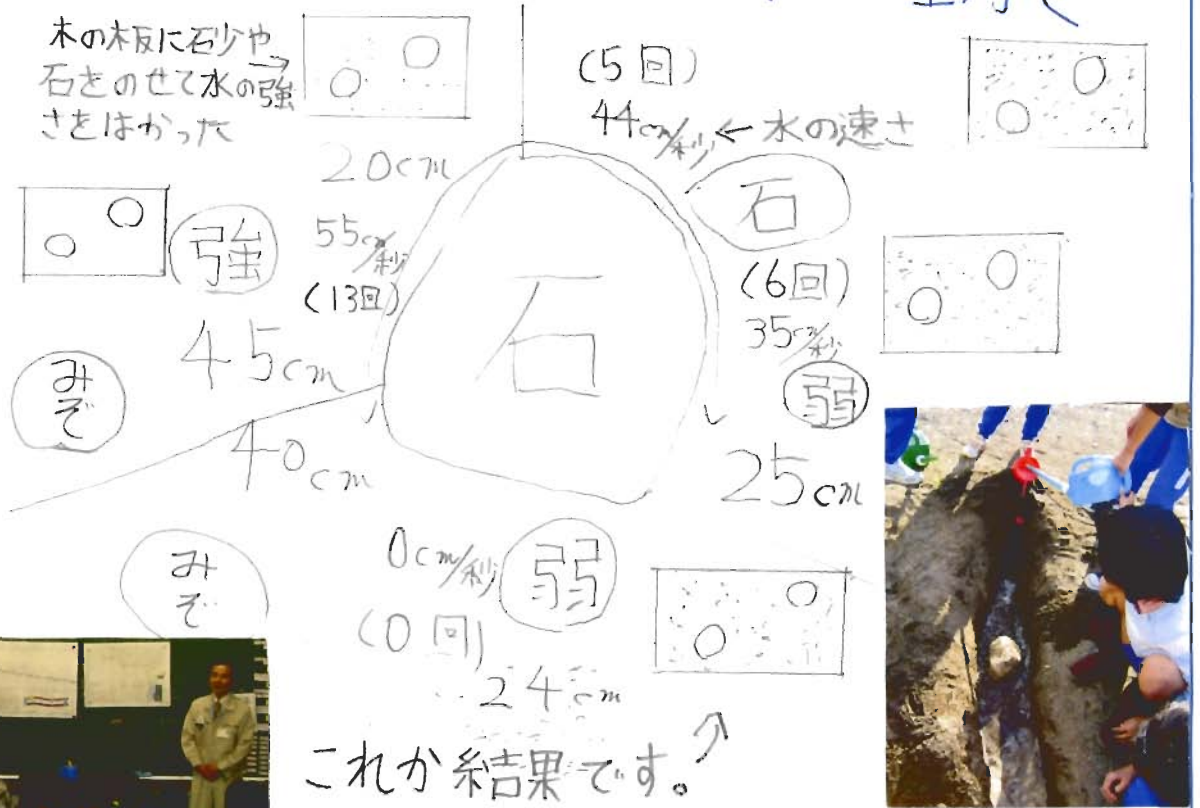 木の板に石少や
石をのせて水の強
さをはかった
→
20cm
(5回)
44cm/秒 ← 水の速さ
石
強
55cm/秒
(13回)
45cm
石
(6回)
35cm/秒
弱
25cm
みぞ
40cm
みぞ
0cm/秒
弱
(0回)
24cm
これか結果です。